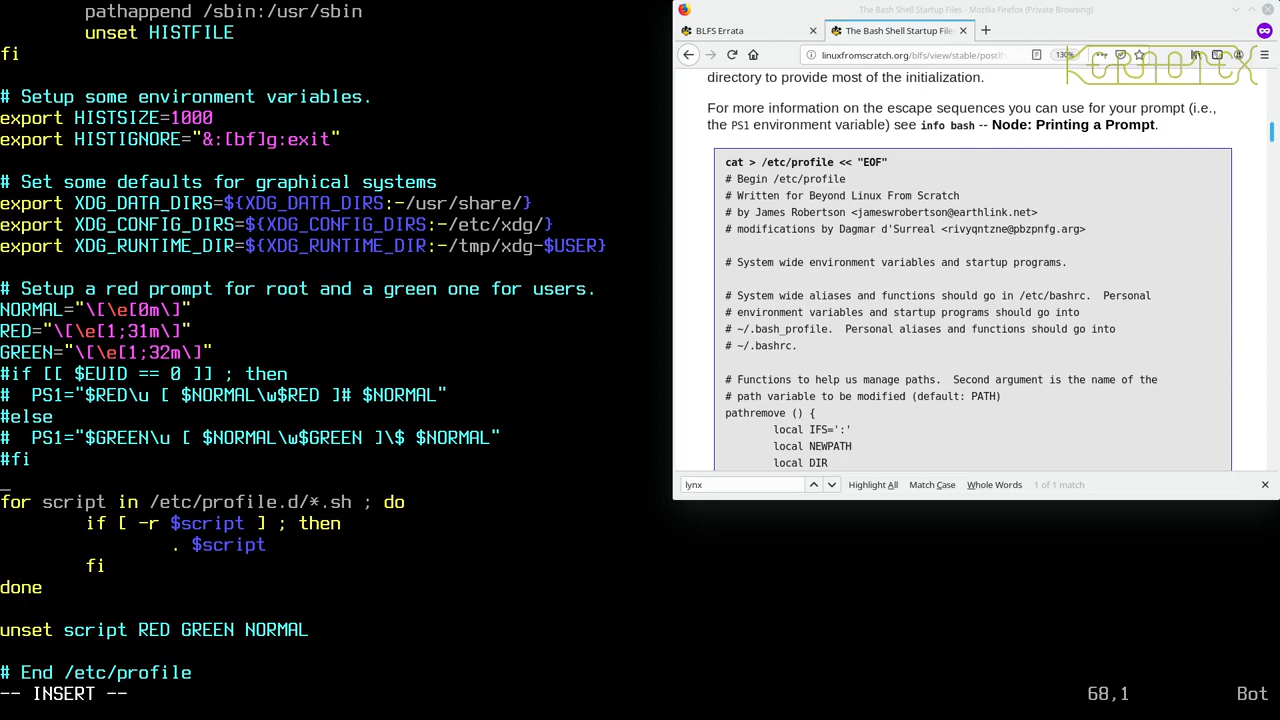 pathappend /sbin:/usr/sbin
unset HISTFILE
fi
# Setup some environment variables.
export HISTSIZE=1000
export HISTIGNORE="&:[bf]g:exit"
# Set some defaults for graphical systems
export XDG_DATA_DIRS=${XDG_DATA_DIRS:-/usr/share/}
export XDG_CONFIG_DIRS=${XDG_CONFIG_DIRS:-/etc/xdg/}
export XDG_RUNTIME_DIR=${XDG_RUNTIME_DIR:-/tmp/xdg-$USER}
# Setup a red prompt for root and a green one for users.
NORMAL="\[\e[0m\]"
RED="\[\e[1;31m\]"
GREEN="\[\e[1;32m\]"
#if [[ $EUID == 0 ]] ; then
#  PS1="$RED\u [ $NORMAL\w$RED ]# $NORMAL"
#else
#  PS1="$GREEN\u [ $NORMAL\w$GREEN ]\$ $NORMAL"
#fi
for script in /etc/profile.d/*.sh ; do
if [ -r $script ] ; then
. $script
fi
done
unset script RED GREEN NORMAL
# End /etc/profile
-- INSERT --
68,1
Bot
The Bash Shell Startup Files - Mozilla Firefox (Private Browsing)
BLFS Errata
The Bash Shell Startup File
linuxfromscratch.org/blfs/view/stable/postlf
130%
KERNOTEX
directory to provide most of the initialization.
For more information on the escape sequences you can use for your prompt (i.e.,
the PS1 environment variable) see info bash -- Node: Printing a Prompt.
cat > /etc/profile << "EOF"
# Begin /etc/profile
# Written for Beyond Linux From Scratch
# by James Robertson <jameswrobertson@earthlink.net>
# modifications by Dagmar d'Surreal <rivyqntzne@pbzpnfg.arg>
# System wide environment variables and startup programs.
# System wide aliases and functions should go in /etc/bashrc.  Personal
# environment variables and startup programs should go into
# ~/.bash_profile.  Personal aliases and functions should go into
# ~/.bashrc.
# Functions to help us manage paths.  Second argument is the name of the
# path variable to be modified (default: PATH)
pathremove () {
local IFS=':'
local NEWPATH
local DIR
lynx
Highlight All
Match Case
Whole Words
1 of 1 match